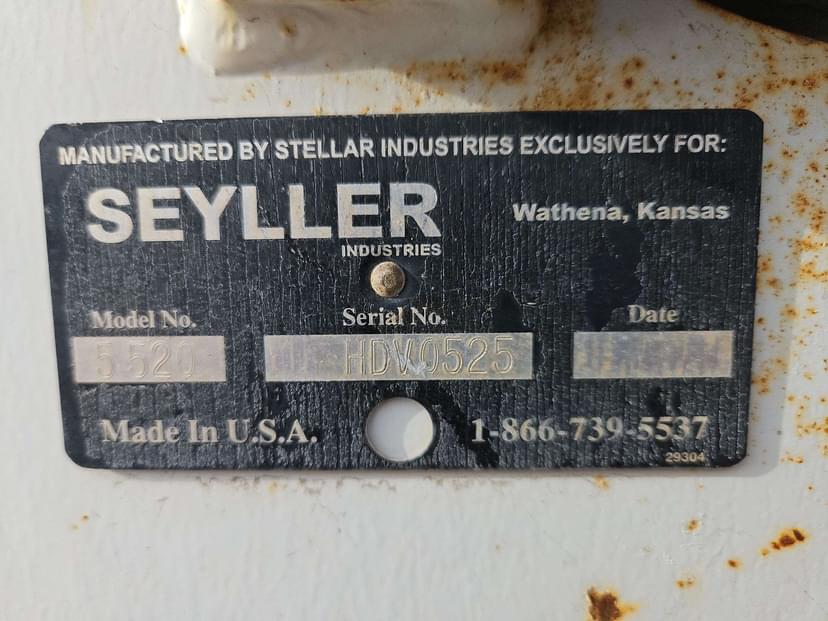 MANUFACTURED BY STELLAR INDUSTRIES EXCLUSIVELY FOR:
SEYLLER
INDUSTRIES
Wathena, Kansas
Model No.
Serial No.
Date
5520
HDV0525
Made In U.S.A.
1-866-739-5537
29304